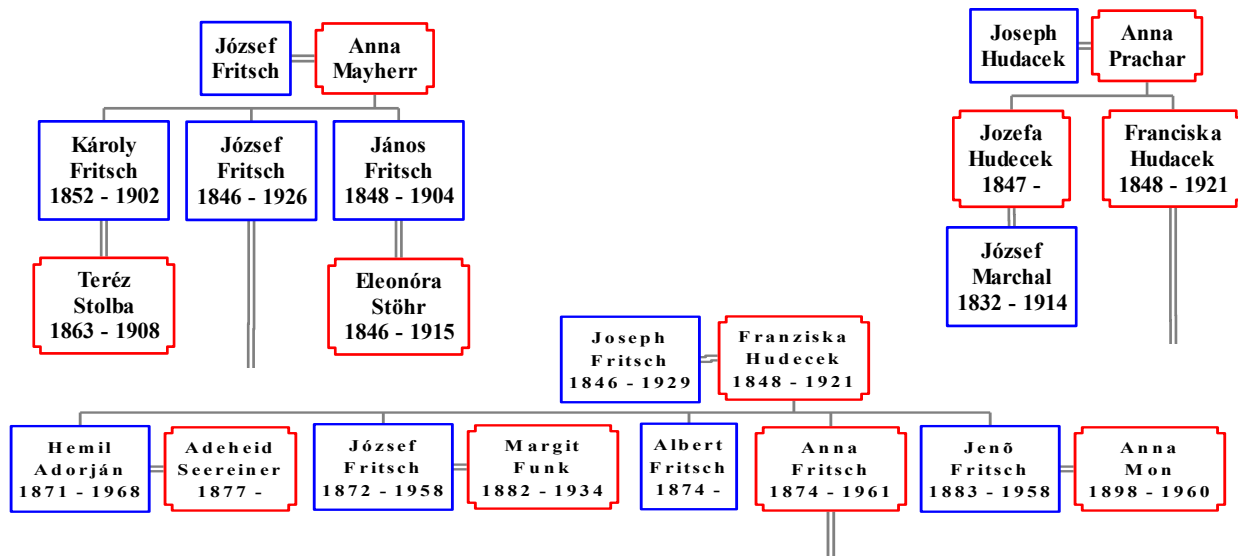 József
Fritsch
Anna
Mayherr
Joseph
Hudacek
Anna
Prachar
Károly
Fritsch
1852 - 1902
József
Fritsch
1846 - 1926
János
Fritsch
1848 - 1904
Jozefa
Hudecek
1847 -
Franciska
Hudacek
1848 - 1921
Teréz
Stolba
1863 - 1908
Eleonóra
Stöhr
1846 - 1915
József
Marchal
1832 - 1914
Joseph
Fritsch
1846 - 1929
Franziska
Hudecek
1848 - 1921
Hemil
Adorján
1871 - 1968
Adeheid
Seereiner
1877 -
József
Fritsch
1872 - 1958
Margit
Funk
1882 - 1934
Albert
Fritsch
1874 -
Anna
Fritsch
1874 - 1961
Jenõ
Fritsch
1883 - 1958
Anna
Mon
1898 - 1960